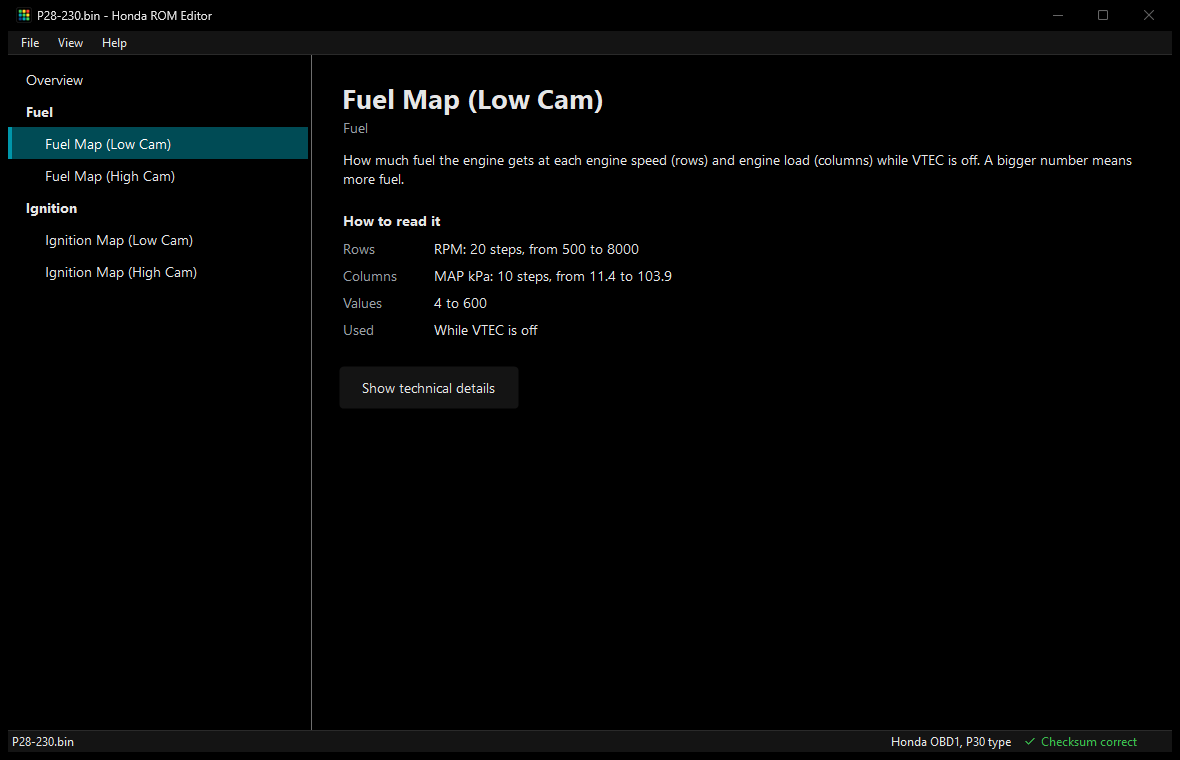 P28-230.bin - Honda ROM Editor
File View Help
Overview
Fuel
Fuel Map (Low Cam)
Fuel Map (High Cam)
Ignition
Ignition Map (Low Cam)
Ignition Map (High Cam)
Fuel Map (Low Cam)
Fuel
How much fuel the engine gets at each engine speed (rows) and engine load (columns) while VTEC is off. A bigger number means
more fuel.
How to read it
Rows RPM: 20 steps, from 500 to 8000
Columns MAP kPa: 10 steps, from 11.4 to 103.9
Values 4 to 600
Used While VTEC is off
Show technical details
P28-230.bin Honda OBD1, P30 type ✓ Checksum correct